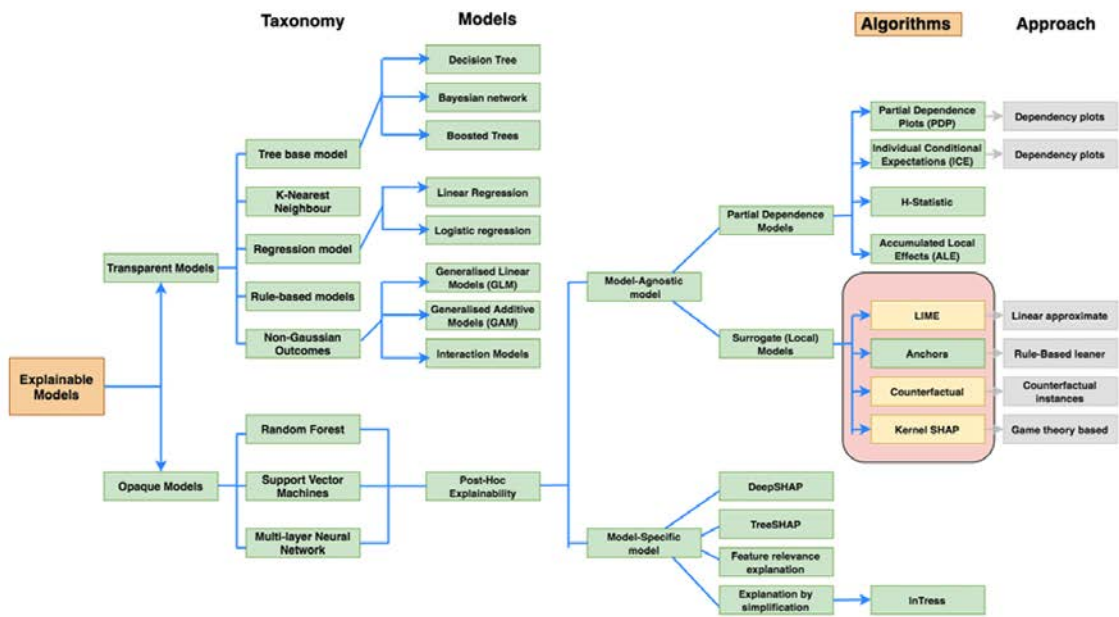 Taxonomy
Models
Algorithms
Approach
Explainable
Models
Transparent Models
Opaque Models
Tree base model
K-Nearest
Neighbour
Regression model
Rule-based models
Non-Gaussian
Outcomes
Random Forest
Support Vector
Machines
Multi-layer Neural
Network
Decision Tree
Bayesian network
Boosted Trees
Linear Regression
Logistic regression
Generalised Linear
Models (GLM)
Generalised Additive
Models (GAM)
Interaction Models
Post-Hoc
Explainability
Model-Agnostic
model
Model-Specific
model
Partial Dependence
Models
Surrogate (Local)
Models
DeepSHAP
TreeSHAP
Feature relevance
explanation
Explanation by
simplification
Partial Dependence
Plots (PDP)
Individual Conditional
Expectations (ICE)
H-Statistic
Accumulated Local
Effects (ALE)
LIME
Anchors
Counterfactual
Kernel SHAP
InTress
Dependency plots
Dependency plots
Linear approximate
Rule-Based leaner
Counterfactual
instances
Game theory based